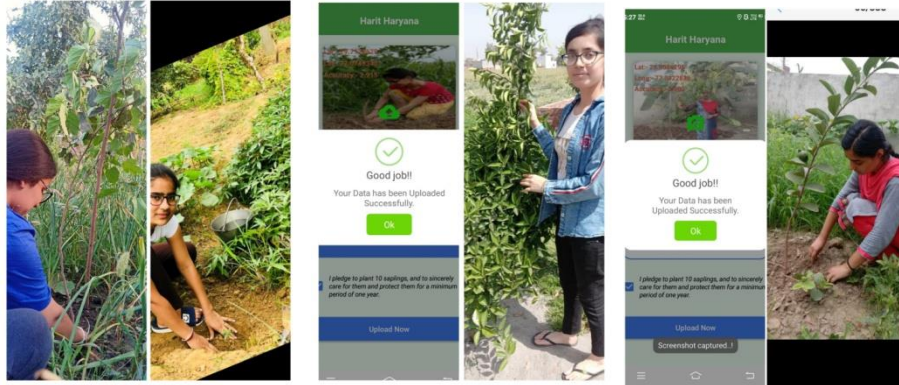 Harit Haryana
Good job!!
Your Data has been Uploaded
Successfully.
Ok
I pledge to plant 10 saplings, and to sincerely
care for them and protect them for a minimum
period of one year.
Upload Now
Harit Haryana
Good job!!
Your Data has been
Uploaded Successfully.
Ok
I pledge to plant 10 saplings, and to sincerely
care for them and protect them for a minimum
period of one year.
Upload Now
Screenshot captured..!